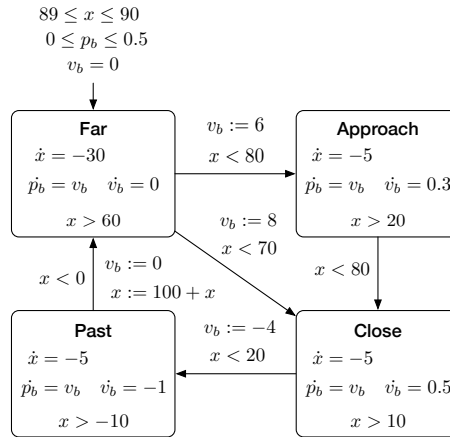 89 ≤ x ≤ 90
0 ≤ p_b ≤ 0.5
v_b = 0
Far
ẋ = −30
ṗ_b = v_b v̇_b = 0
x > 60
v_b := 6
x < 80
Approach
ẋ = −5
ṗ_b = v_b v̇_b = 0.3
x > 20
v_b := 8
x < 70
x < 0
v_b := 0
x := 100 + x
x < 80
Past
ẋ = −5
ṗ_b = v_b v̇_b = −1
x > −10
v_b := −4
x < 20
Close
ẋ = −5
ṗ_b = v_b v̇_b = 0.5
x > 10